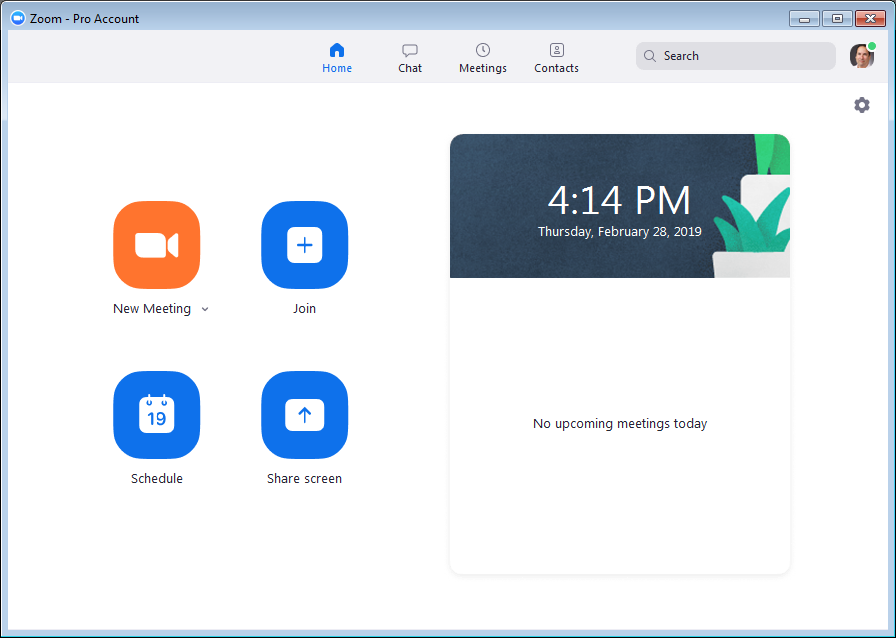 Zoom - Pro Account
Home
Chat
Meetings
Contacts
Search
4:14 PM
Thursday, February 28, 2019
New Meeting
Join
19
Schedule
Share screen
No upcoming meetings today